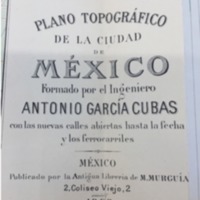 PLANO TOPOGRÁFICO
DE LA CIUDAD
DE
MÉXICO
Formado por el Ingeniero
ANTONIO GARCÍA CUBAS
con las nuevas calles abiertas hasta la fecha
y los ferrocarriles
MÉXICO
Publicado por la Antigua Librería de M. MURGUÍA
2, Coliseo Viejo, 2